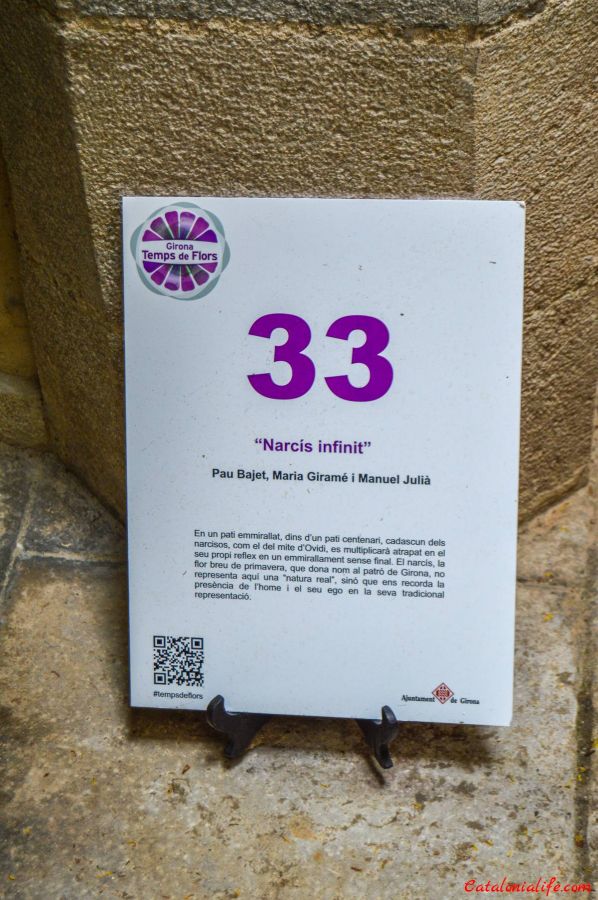 Girona
Temps de Flors
33
“Narcís infinit”
Pau Bajet, Maria Giramé i Manuel Julià
En un pati emmirallat, dins d’un pati centenari, cadascun dels
narcisos, com el del mite d’Ovidi, es multiplicarà atrapat en el
seu propi reflex en un emmirallament sense final. El narcís, la
flor breu de primavera, que dona nom al patró de Girona, no
representa aquí una “natura real”, sinó que ens recorda la
presència de l’home i el seu ego en la seva tradicional
representació.
#tempsdeflors
Ajuntament de Girona
Catalonialife.com